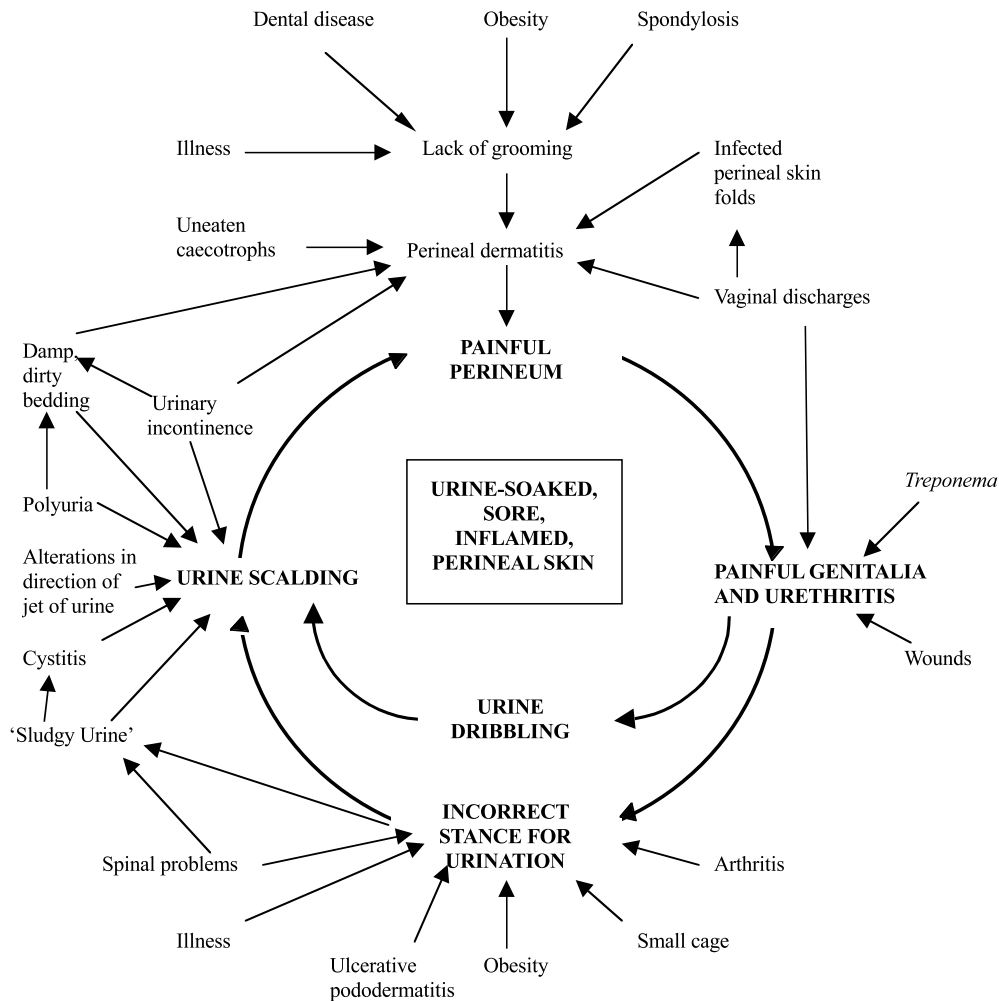 Dental disease
Obesity
Spondylosis
Illness
Lack of grooming
Infected
perineal skin
folds
Uneaten
caecotrophs
Perineal dermatitis
Vaginal discharges
PAINFUL
PERINEUM
Damp,
dirty
bedding
Urinary
incontinence
URINE-SOAKED,
SORE,
INFLAMED,
PERINEAL SKIN
Treponema
Polyuria
Alterations in
direction of
jet of urine
URINE SCALDING
PAINFUL GENITALIA
AND URETHRITIS
Cystitis
Wounds
‘Sludgy Urine’
URINE
DRIBBLING
INCORRECT
STANCE FOR
URINATION
Spinal problems
Arthritis
Illness
Ulcerative
pododermatitis
Obesity
Small cage